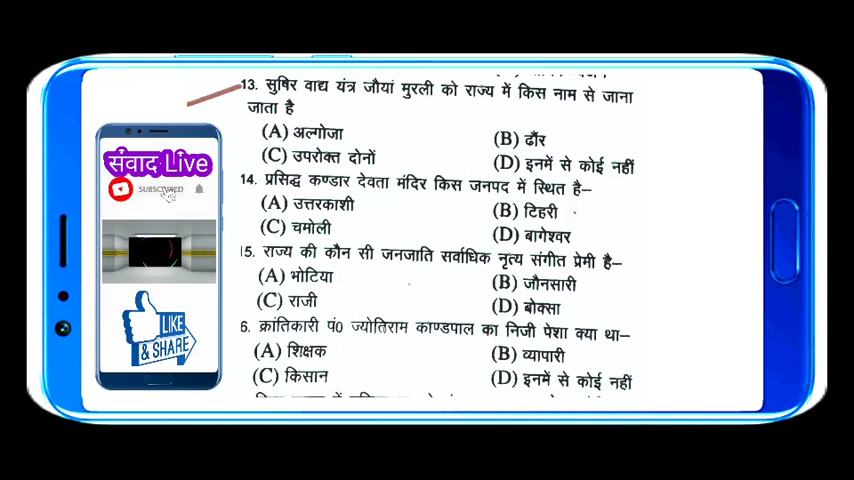 13. सुषिर वाद्य यंत्र जौयां मुरली को राज्य में किस नाम से जाना
जाता है
(A) अल्गोजा
(B) ढौंर
(C) उपरोक्त दोनों
(D) इनमें से कोई नहीं
14. प्रसिद्ध कण्डार देवता मंदिर किस जनपद में स्थित है–
(A) उत्तरकाशी
(B) टिहरी
(C) चमोली
(D) बागेश्वर
15. राज्य की कौन सी जनजाति सर्वाधिक नृत्य संगीत प्रेमी है–
(A) भोटिया
(B) जौनसारी
(C) राजी
(D) बोक्सा
6. क्रांतिकारी पं0 ज्योतिराम काण्डपाल का निजी पेशा क्या था–
(A) शिक्षक
(B) व्यापारी
(C) किसान
(D) इनमें से कोई नहीं
संवाद Live
SUBSCRIBED
LIKE
& SHARE